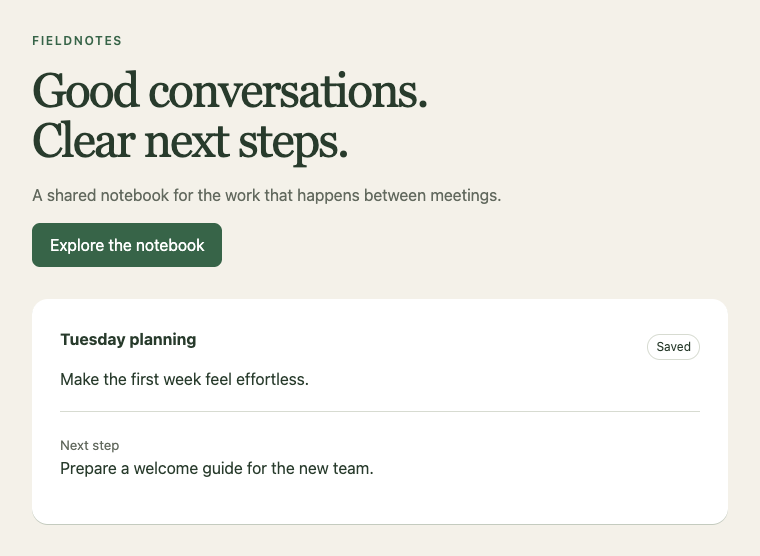 FIELDNOTES
Good conversations.
Clear next steps.
A shared notebook for the work that happens between meetings.
Explore the notebook
Tuesday planning
Saved
Make the first week feel effortless.
Next step
Prepare a welcome guide for the new team.